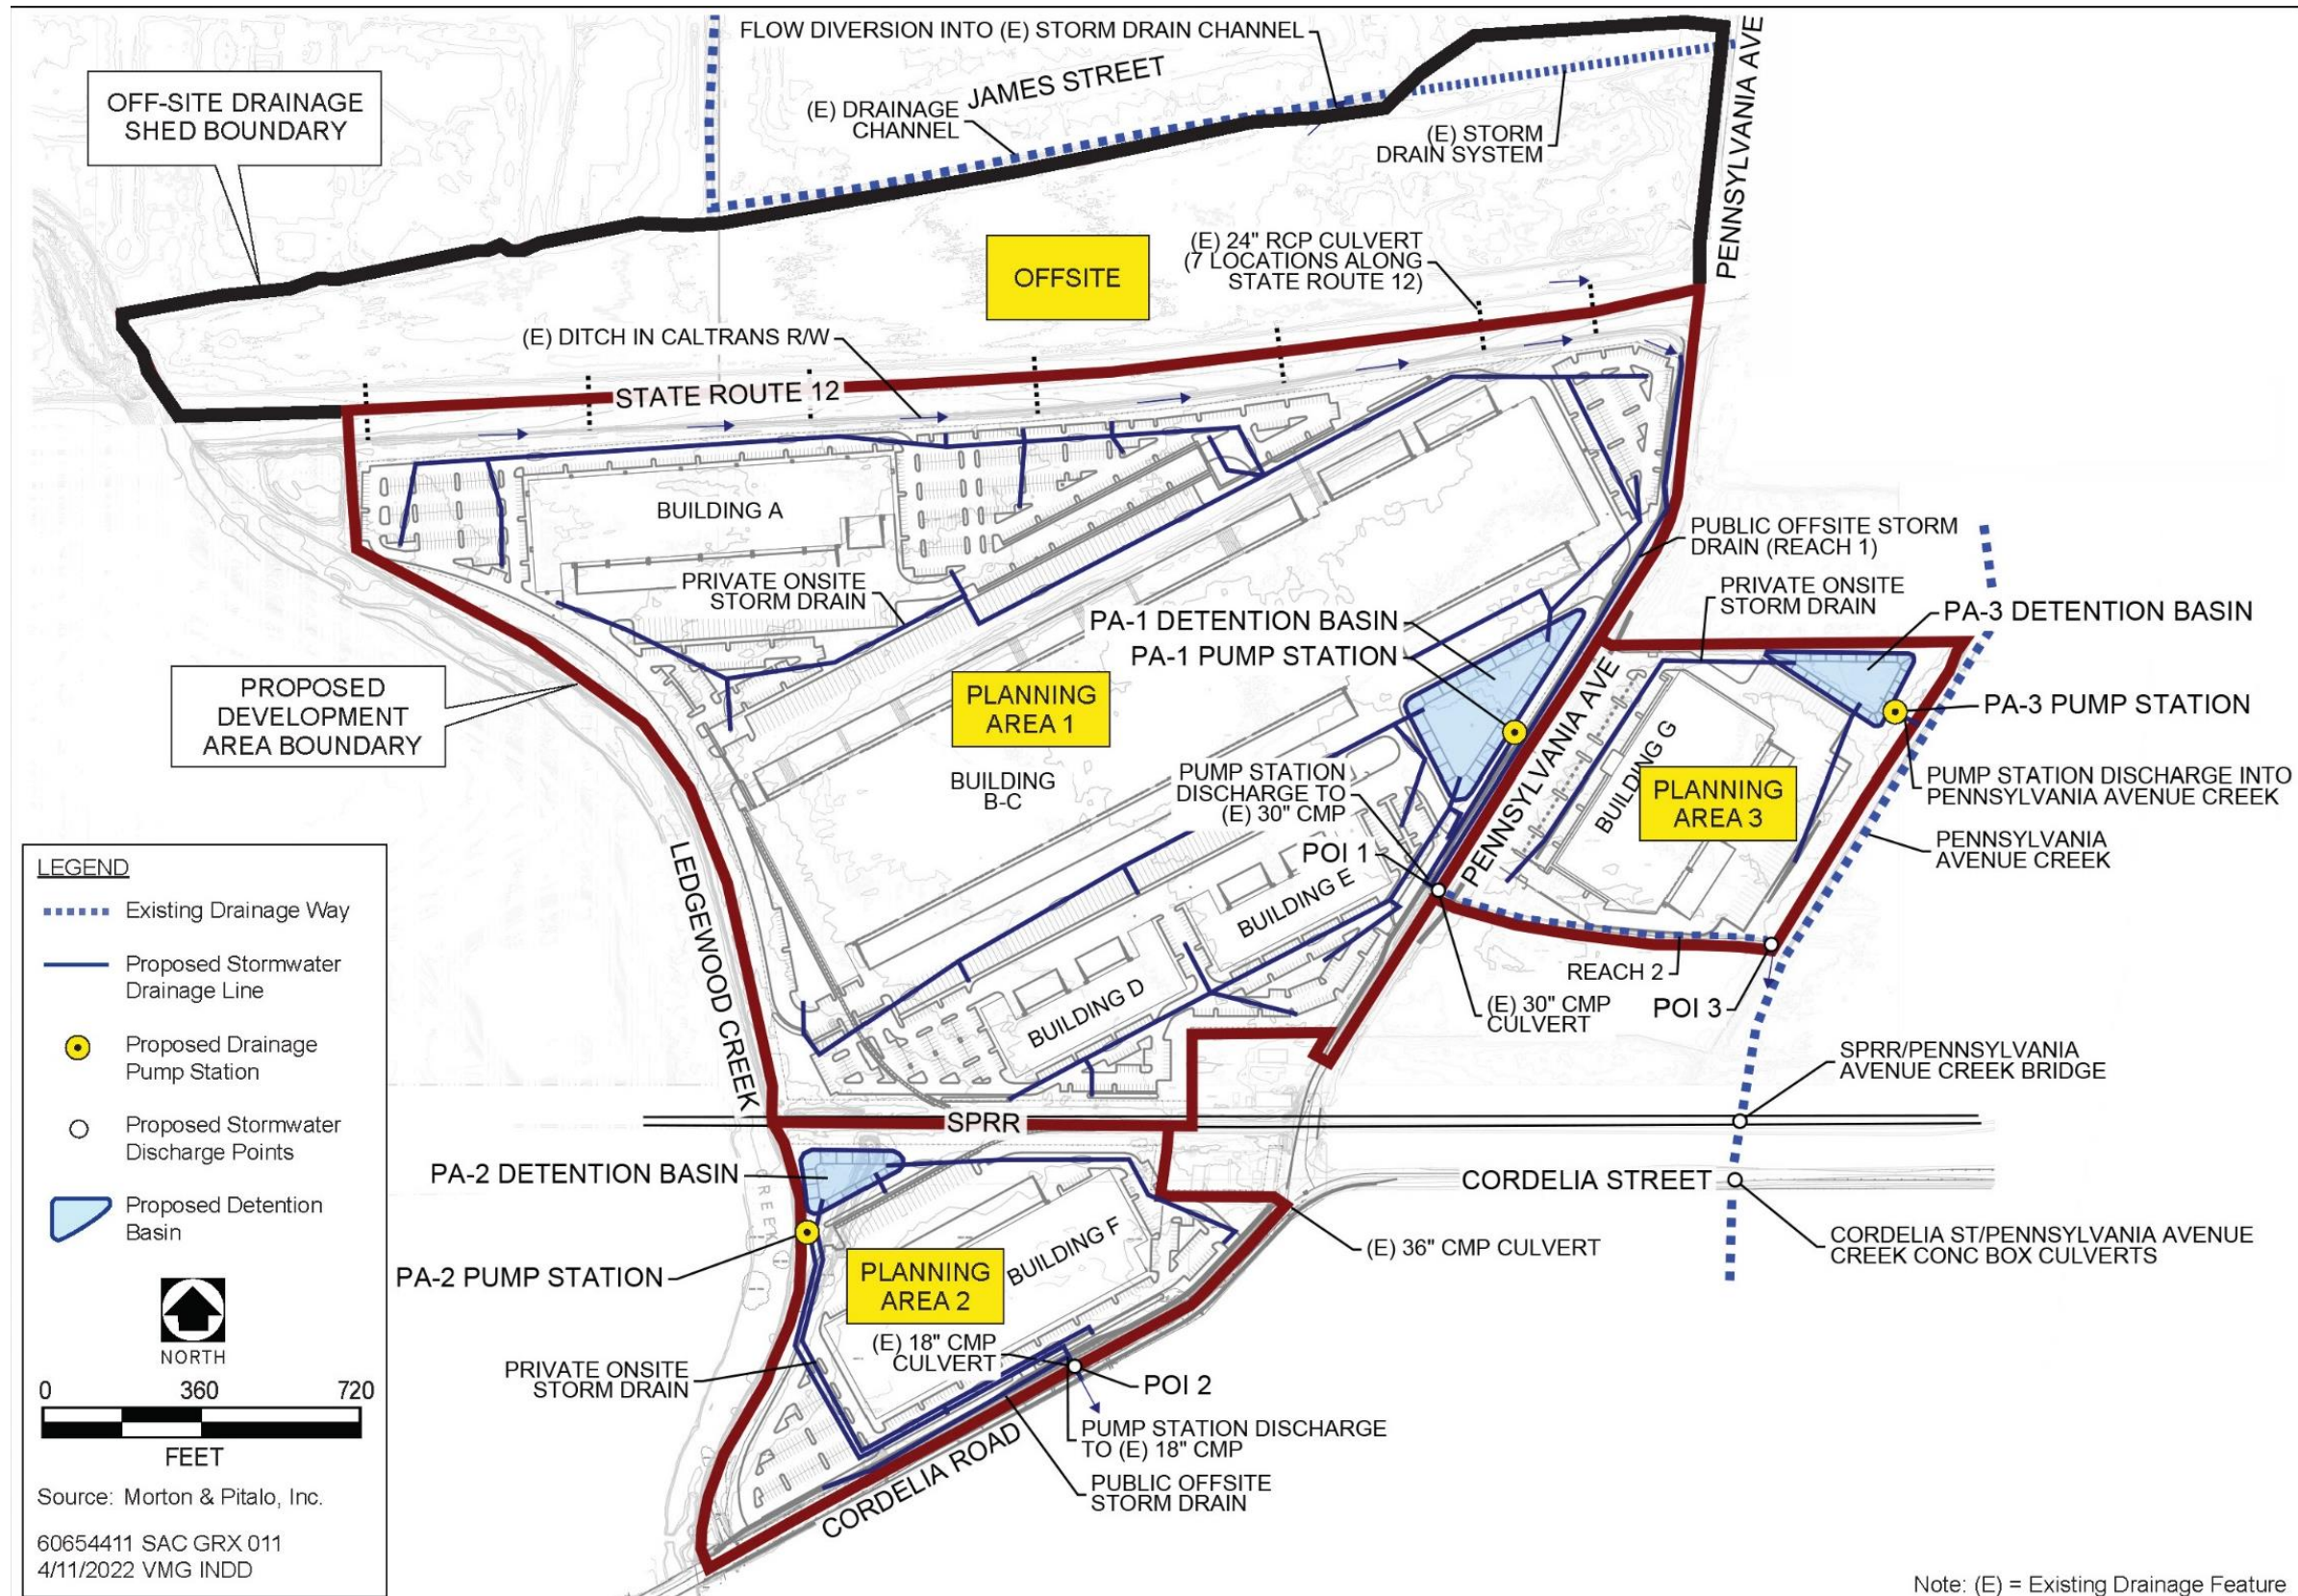 FLOW DIVERSION INTO (E) STORM DRAIN CHANNEL
JAMES STREET
PENNSYLVANIA AVE
OFF-SITE DRAINAGE
SHED BOUNDARY
(E) DRAINAGE
CHANNEL
(E) STORM
DRAIN SYSTEM
OFFSITE
(E) 24" RCP CULVERT
(7 LOCATIONS ALONG
STATE ROUTE 12)
(E) DITCH IN CALTRANS R/W
STATE ROUTE 12
BUILDING A
PRIVATE ONSITE
STORM DRAIN
PUBLIC OFFSITE STORM
DRAIN (REACH 1)
PRIVATE ONSITE
STORM DRAIN
PA-3 DETENTION BASIN
PA-1 DETENTION BASIN
PA-1 PUMP STATION
PA-3 PUMP STATION
PROPOSED
DEVELOPMENT
AREA BOUNDARY
PLANNING
AREA 1
BUILDING
B-C
PUMP STATION
DISCHARGE TO
(E) 30" CMP
PENNSYLVANIA AVE
BUILDING G
PLANNING
AREA 3
PUMP STATION DISCHARGE INTO
PENNSYLVANIA AVENUE CREEK
PENNSYLVANIA
AVENUE CREEK
POI 1
BUILDING E
BUILDING D
LEDGEWOOD CREEK
REACH 2
(E) 30" CMP
CULVERT
POI 3
SPRR/PENNSYLVANIA
AVENUE CREEK BRIDGE
SPRR
PA-2 DETENTION BASIN
CREEK
CORDELIA STREET
CORDELIA ST/PENNSYLVANIA AVENUE
CREEK CONC BOX CULVERTS
(E) 36" CMP CULVERT
PA-2 PUMP STATION
PLANNING
AREA 2
BUILDING F
(E) 18" CMP
CULVERT
PRIVATE ONSITE
STORM DRAIN
POI 2
PUMP STATION DISCHARGE
TO (E) 18" CMP
PUBLIC OFFSITE
STORM DRAIN
CORDELIA ROAD
LEGEND
Existing Drainage Way
Proposed Stormwater
Drainage Line
Proposed Drainage
Pump Station
Proposed Stormwater
Discharge Points
Proposed Detention
Basin
NORTH
0 360 720
FEET
Source: Morton & Pitalo, Inc.
60654411 SAC GRX 011
4/11/2022 VMG INDD
Note: (E) = Existing Drainage Feature